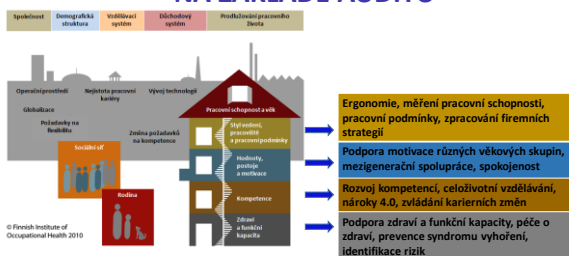 NA ZÁKLADĚ AUDITU
Společnost
Demografická
struktura
Vzdělávací
systém
Důchodový
systém
Prodlužování pracovního
života
Operační prostředí
Nejistota pracovní
kariéry
Vývoj technologií
Globalizace
Požadavky na
flexibilitu
Změna požadavků
na kompetence
Sociální síť
Rodina
Pracovní schopnost a věk
Styl vedení,
pracoviště
a pracovní podmínky
Hodnoty,
postoje
a motivace
Kompetence
Zdraví
a funkční
kapacita
Ergonomie, měření pracovní schopnosti,
pracovní podmínky, zpracování firemních
strategií
Podpora motivace různých věkových skupin,
mezigenerační spolupráce, spokojenost
Rozvoj kompetencí, celoživotní vzdělávání,
nároky 4.0, zvládání karierních změn
Podpora zdraví a funkční kapacity, péče o
zdraví, prevence syndromu vyhoření,
identifikace rizik
© Finnish Institute of
Occupational Health 2010